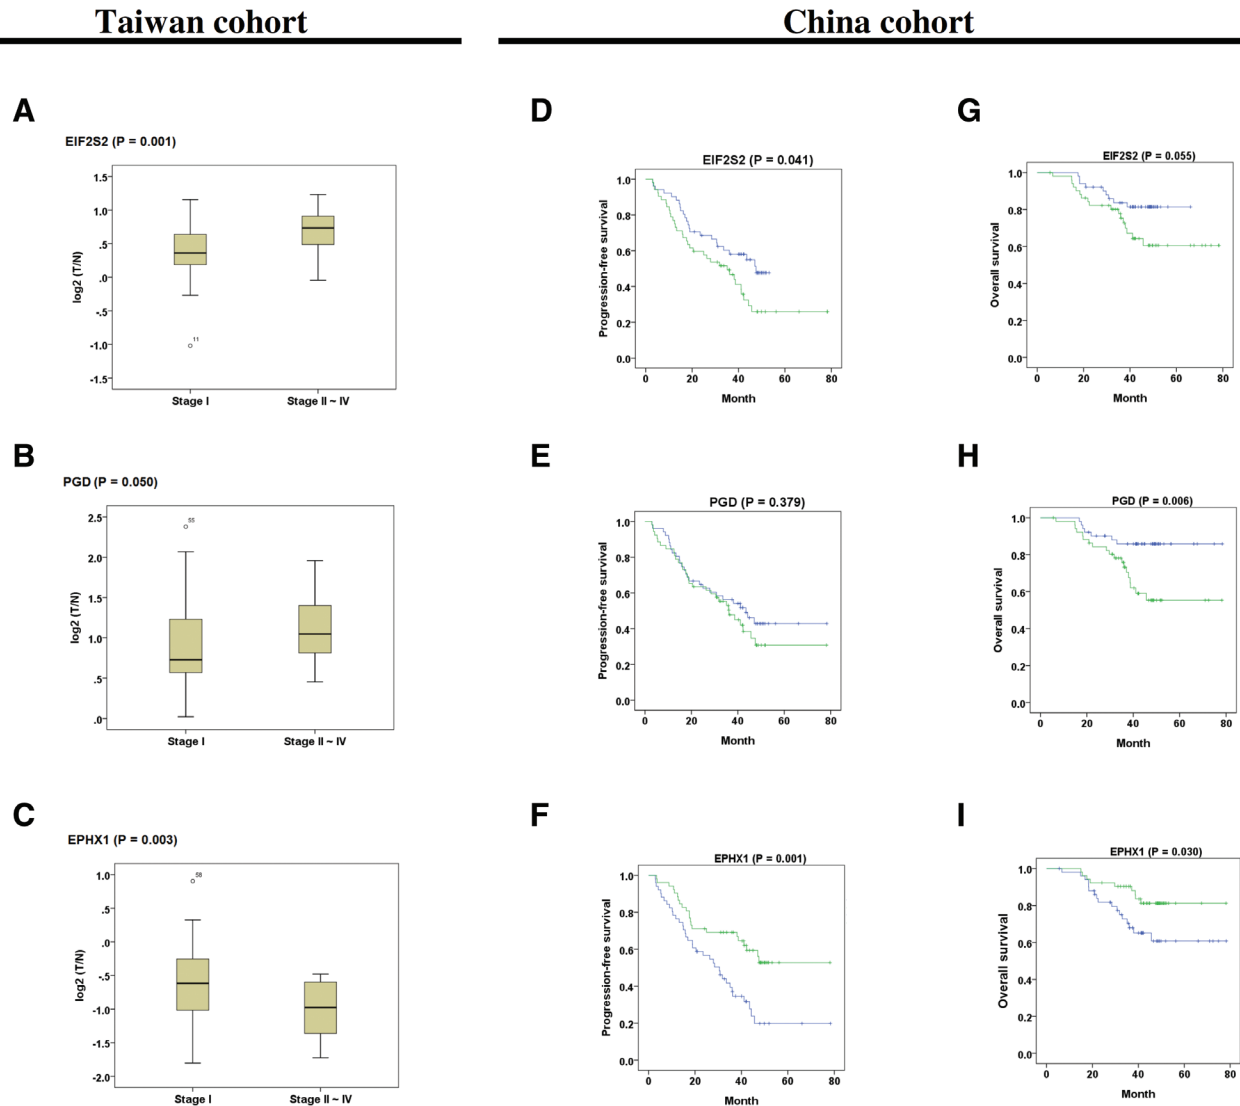 Taiwan cohort
China cohort
A
EIF2S2 (P = 0.001)
log2 (T/N)
1.5
1.0
.5
.0
-.5
-1.0
-1.5
11
Stage I
Stage II ~ IV
D
EIF2S2 (P = 0.041)
Progression-free survival
1.0
0.8
0.6
0.4
0.2
0.0
0 20 40 60 80
Month
G
EIF2S2 (P = 0.055)
Overall survival
1.0
0.8
0.6
0.4
0.2
0.0
0 20 40 60 80
Month
B
PGD (P = 0.050)
log2 (T/N)
2.5
2.0
1.5
1.0
.5
.0
55
Stage I
Stage II ~ IV
E
PGD (P = 0.379)
Progression-free survival
1.0
0.8
0.6
0.4
0.2
0.0
0 20 40 60 80
Month
H
PGD (P = 0.006)
Overall survival
1.0
0.8
0.6
0.4
0.2
0.0
0 20 40 60 80
Month
C
EPHX1 (P = 0.003)
log2 (T/N)
1.0
.5
.0
-.5
-1.0
-1.5
-2.0
58
Stage I
Stage II ~ IV
F
EPHX1 (P = 0.001)
Progression-free survival
1.0
0.8
0.6
0.4
0.2
0.0
0 20 40 60 80
Month
I
EPHX1 (P = 0.030)
Overall survival
1.0
0.8
0.6
0.4
0.2
0.0
0 20 40 60 80
Month